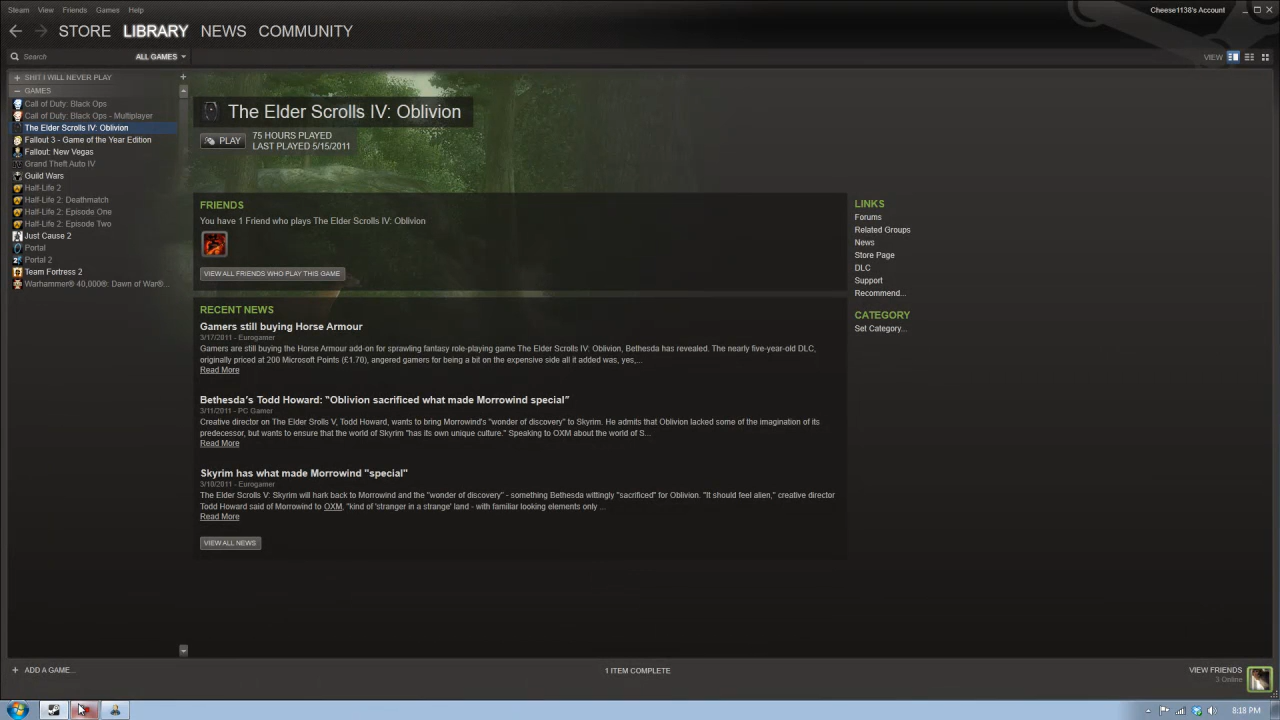 Steam View Friends Games Help
Cheese1138's Account
STORE LIBRARY NEWS COMMUNITY
Search
ALL GAMES
VIEW
+ SHIT I WILL NEVER PLAY +
− GAMES
Call of Duty: Black Ops
Call of Duty: Black Ops - Multiplayer
The Elder Scrolls IV: Oblivion
Fallout 3 - Game of the Year Edition
Fallout: New Vegas
Grand Theft Auto IV
Guild Wars
Half-Life 2
Half-Life 2: Deathmatch
Half-Life 2: Episode One
Half-Life 2: Episode Two
Just Cause 2
Portal
Portal 2
Team Fortress 2
Warhammer® 40,000®: Dawn of War®...
The Elder Scrolls IV: Oblivion
PLAY
75 HOURS PLAYED
LAST PLAYED 5/15/2011
FRIENDS
You have 1 Friend who plays The Elder Scrolls IV: Oblivion
VIEW ALL FRIENDS WHO PLAY THIS GAME
RECENT NEWS
Gamers still buying Horse Armour
3/17/2011 - Eurogamer
Gamers are still buying the Horse Armour add-on for sprawling fantasy role-playing game The Elder Scrolls IV: Oblivion, Bethesda has revealed. The nearly five-year-old DLC,
originally priced at 200 Microsoft Points (£1.70), angered gamers for being a bit on the expensive side all it added was, yes,...
Read More
Bethesda's Todd Howard: "Oblivion sacrificed what made Morrowind special"
3/11/2011 - PC Gamer
Creative director on The Elder Scrolls V, Todd Howard, wants to bring Morrowind's "wonder of discovery" to Skyrim. He admits that Oblivion lacked some of the imagination of its
predecessor, but wants to ensure that the world of Skyrim "has its own unique culture." Speaking to OXM about the world of S...
Read More
Skyrim has what made Morrowind "special"
3/10/2011 - Eurogamer
The Elder Scrolls V: Skyrim will hark back to Morrowind and the "wonder of discovery" - something Bethesda wittingly "sacrificed" for Oblivion. "It should feel alien," creative director
Todd Howard said of Morrowind to OXM, "kind of 'stranger in a strange' land - with familiar looking elements only ...
Read More
VIEW ALL NEWS
LINKS
Forums
Related Groups
News
Store Page
DLC
Support
Recommend...
CATEGORY
Set Category...
+ ADD A GAME...
1 ITEM COMPLETE
VIEW FRIENDS
3 Online
8:18 PM